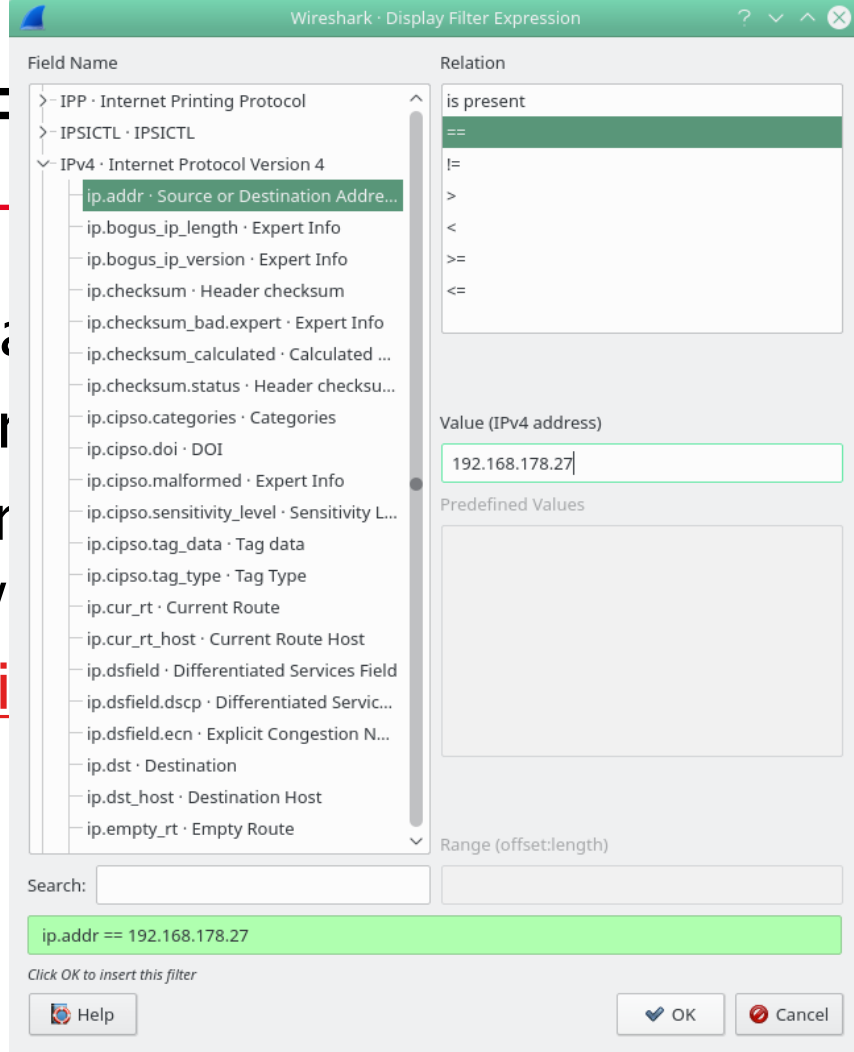 Wireshark · Display Filter Expression
Field Name
IPP · Internet Printing Protocol
IPSICTL · IPSICTL
IPv4 · Internet Protocol Version 4
ip.addr · Source or Destination Addre...
ip.bogus_ip_length · Expert Info
ip.bogus_ip_version · Expert Info
ip.checksum · Header checksum
ip.checksum_bad.expert · Expert Info
ip.checksum_calculated · Calculated ...
ip.checksum.status · Header checksu...
ip.cipso.categories · Categories
ip.cipso.doi · DOI
ip.cipso.malformed · Expert Info
ip.cipso.sensitivity_level · Sensitivity L...
ip.cipso.tag_data · Tag data
ip.cipso.tag_type · Tag Type
ip.cur_rt · Current Route
ip.cur_rt_host · Current Route Host
ip.dsfield · Differentiated Services Field
ip.dsfield.dscp · Differentiated Servic...
ip.dsfield.ecn · Explicit Congestion N...
ip.dst · Destination
ip.dst_host · Destination Host
ip.empty_rt · Empty Route
Relation
is present
==
!=
>
<
>=
<=
Value (IPv4 address)
192.168.178.27
Predefined Values
Range (offset:length)
Search:
ip.addr == 192.168.178.27
Click OK to insert this filter
Help
OK
Cancel